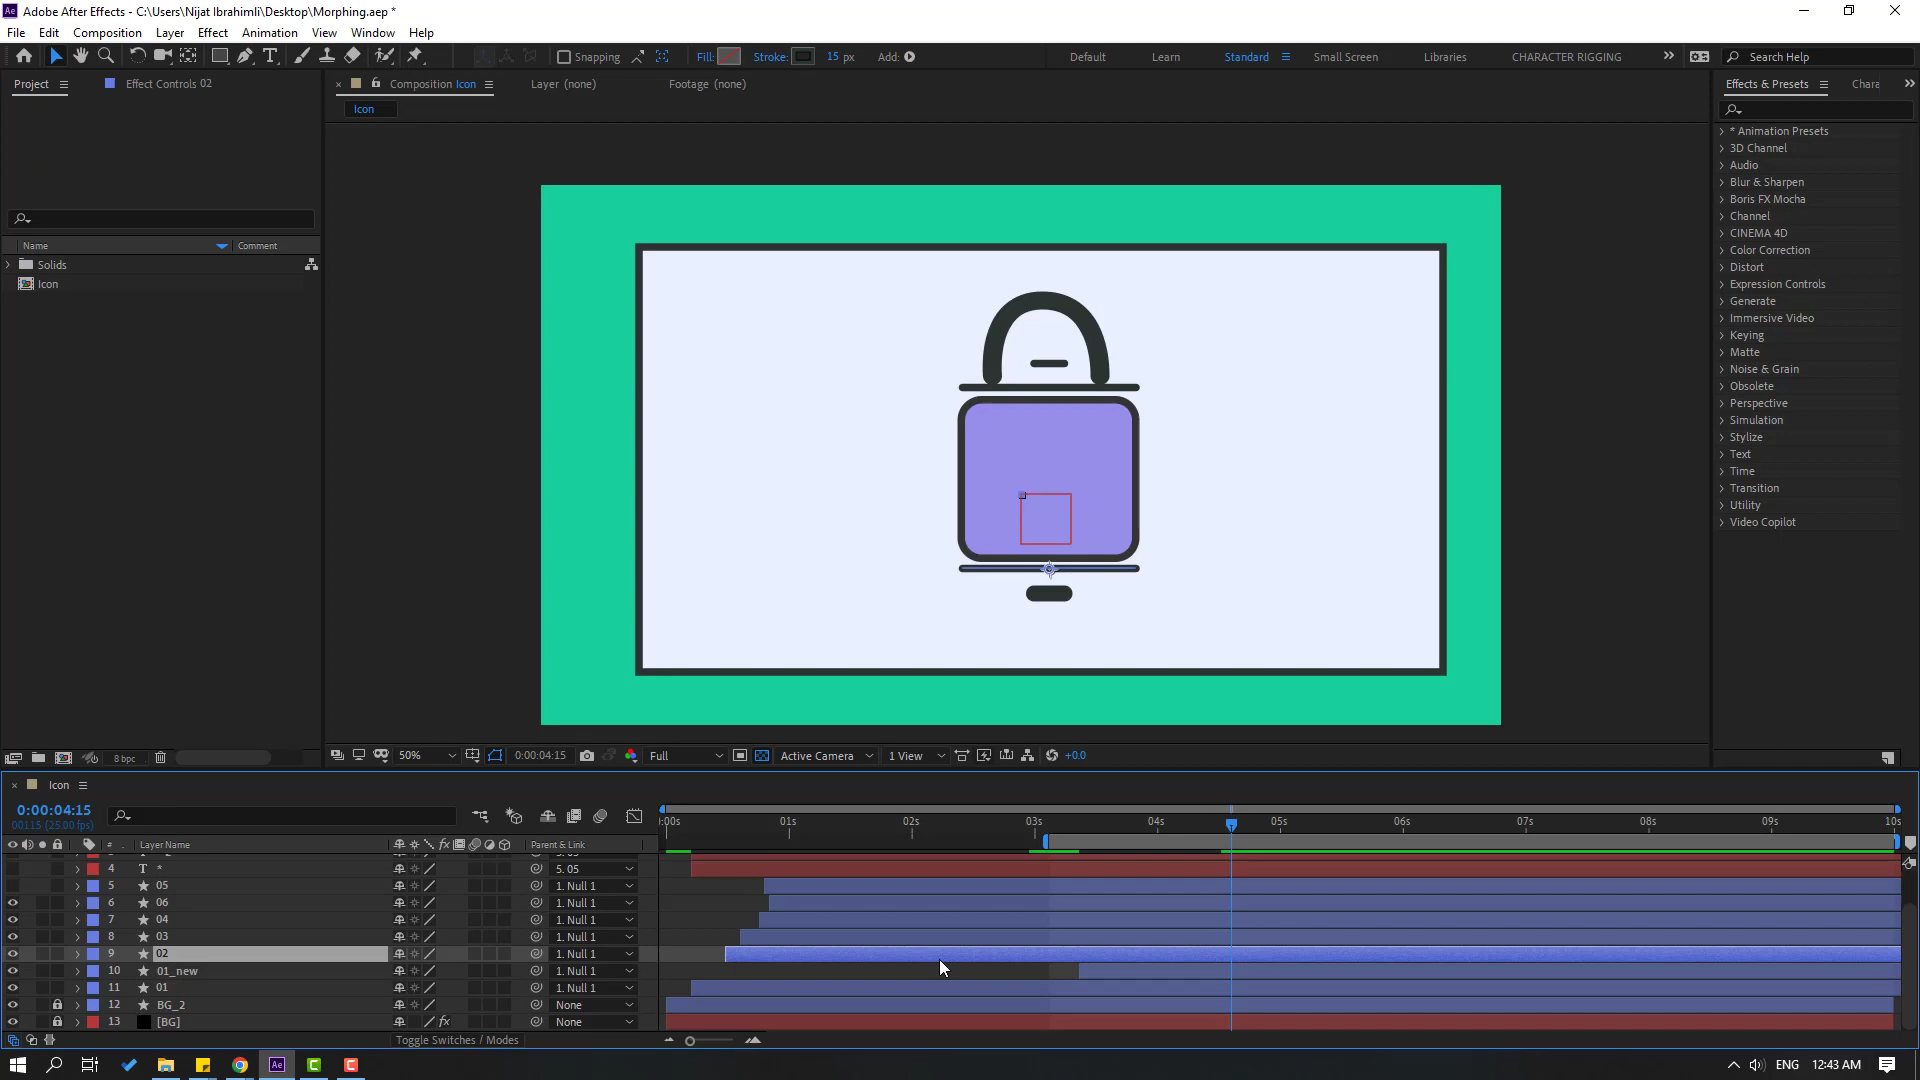 Ae Adobe After Effects - C:\Users\Nijat Ibrahimli\Desktop\Morphing.aep *
File Edit Composition Layer Effect Animation View Window Help
Snapping Fill: Stroke: 15 px Add: Default Learn Standard Small Screen Libraries CHARACTER RIGGING Search Help
Project Effect Controls 02 Composition Icon Layer (none) Footage (none) Effects & Presets Chara
Icon
* Animation Presets
3D Channel
Audio
Blur & Sharpen
Boris FX Mocha
Channel
CINEMA 4D
Color Correction
Distort
Expression Controls
Generate
Immersive Video
Keying
Matte
Noise & Grain
Obsolete
Perspective
Simulation
Stylize
Text
Time
Transition
Utility
Video Copilot
Name Comment
Solids
Icon
8 bpc 50% 0:00:04:15 Full Active Camera 1 View +0.0
Icon
0:00:04:15
00115 (25.00 fps)
:00s 01s 02s 03s 04s 05s 06s 07s 08s 09s 10s
# Layer Name fx Parent & Link
4 T * 5. 05
5 05 1. Null 1
6 06 1. Null 1
7 04 1. Null 1
8 03 1. Null 1
9 02 1. Null 1
10 01_new 1. Null 1
11 01 1. Null 1
12 BG_2 None
13 [BG] fx None
Toggle Switches / Modes
Ae C C ENG 12:43 AM